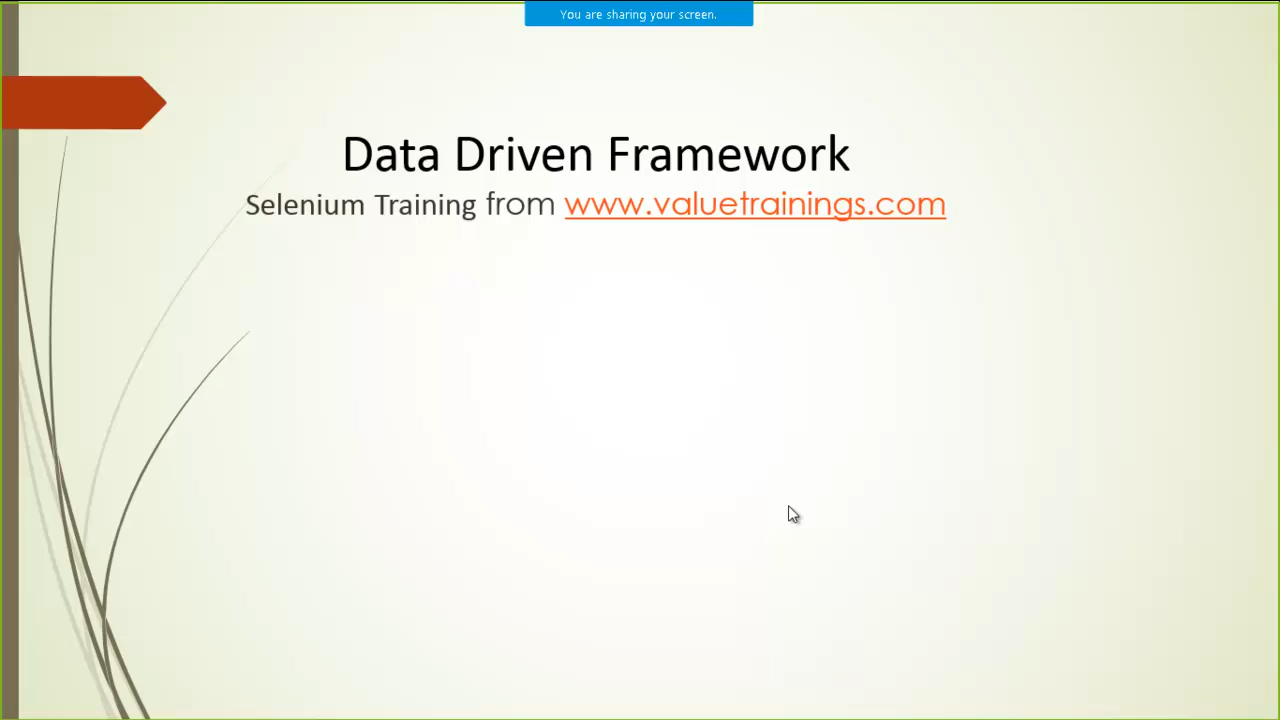 You are sharing your screen.
Data Driven Framework
Selenium Training from www.valuetrainings.com